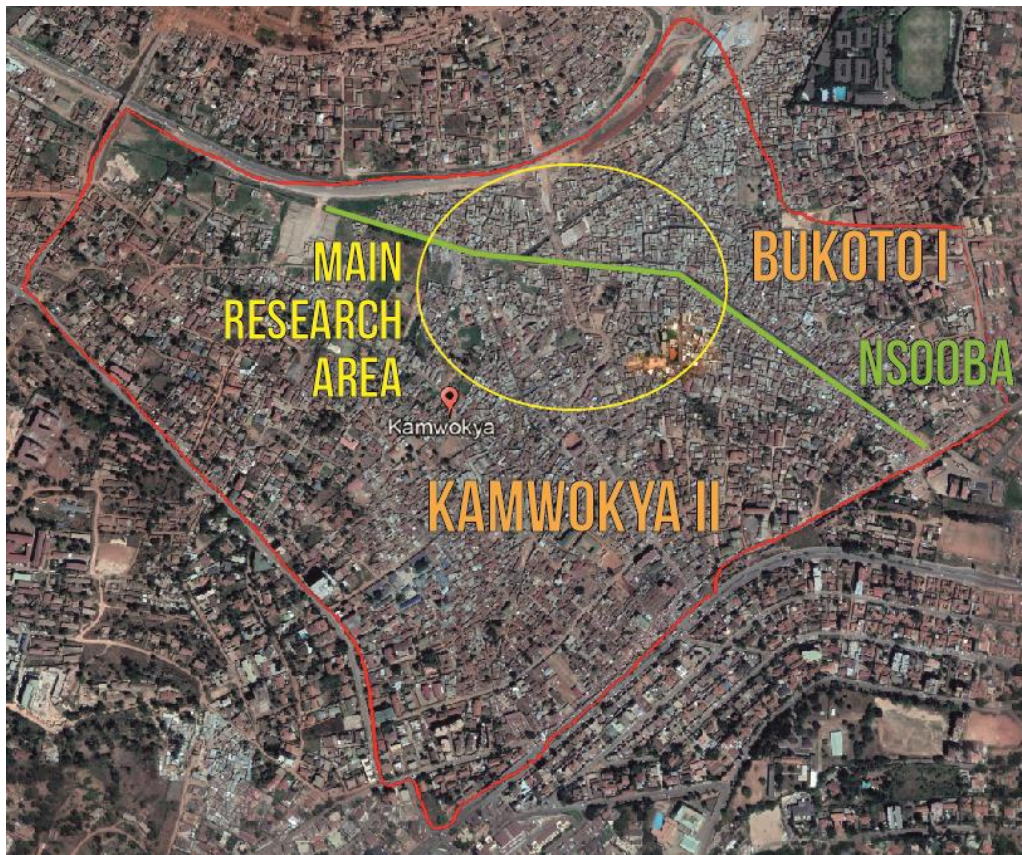 MAIN
RESEARCH
AREA
BUKOTO I
NSOOBA
Kamwokya
KAMWOKYA II